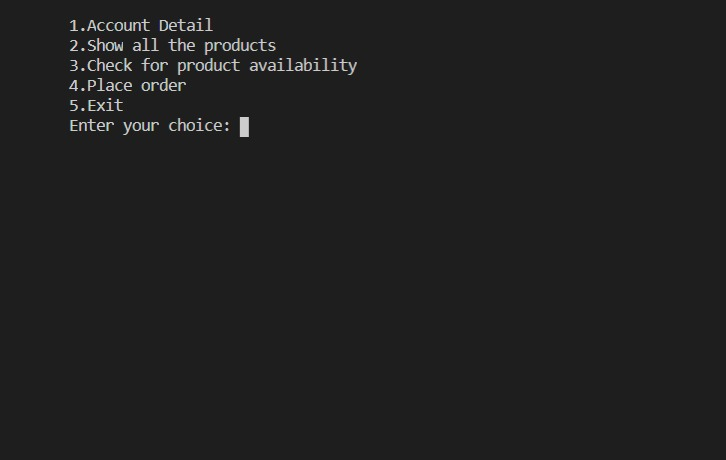 1.Account Detail
2.Show all the products
3.Check for product availability
4.Place order
5.Exit
Enter your choice: